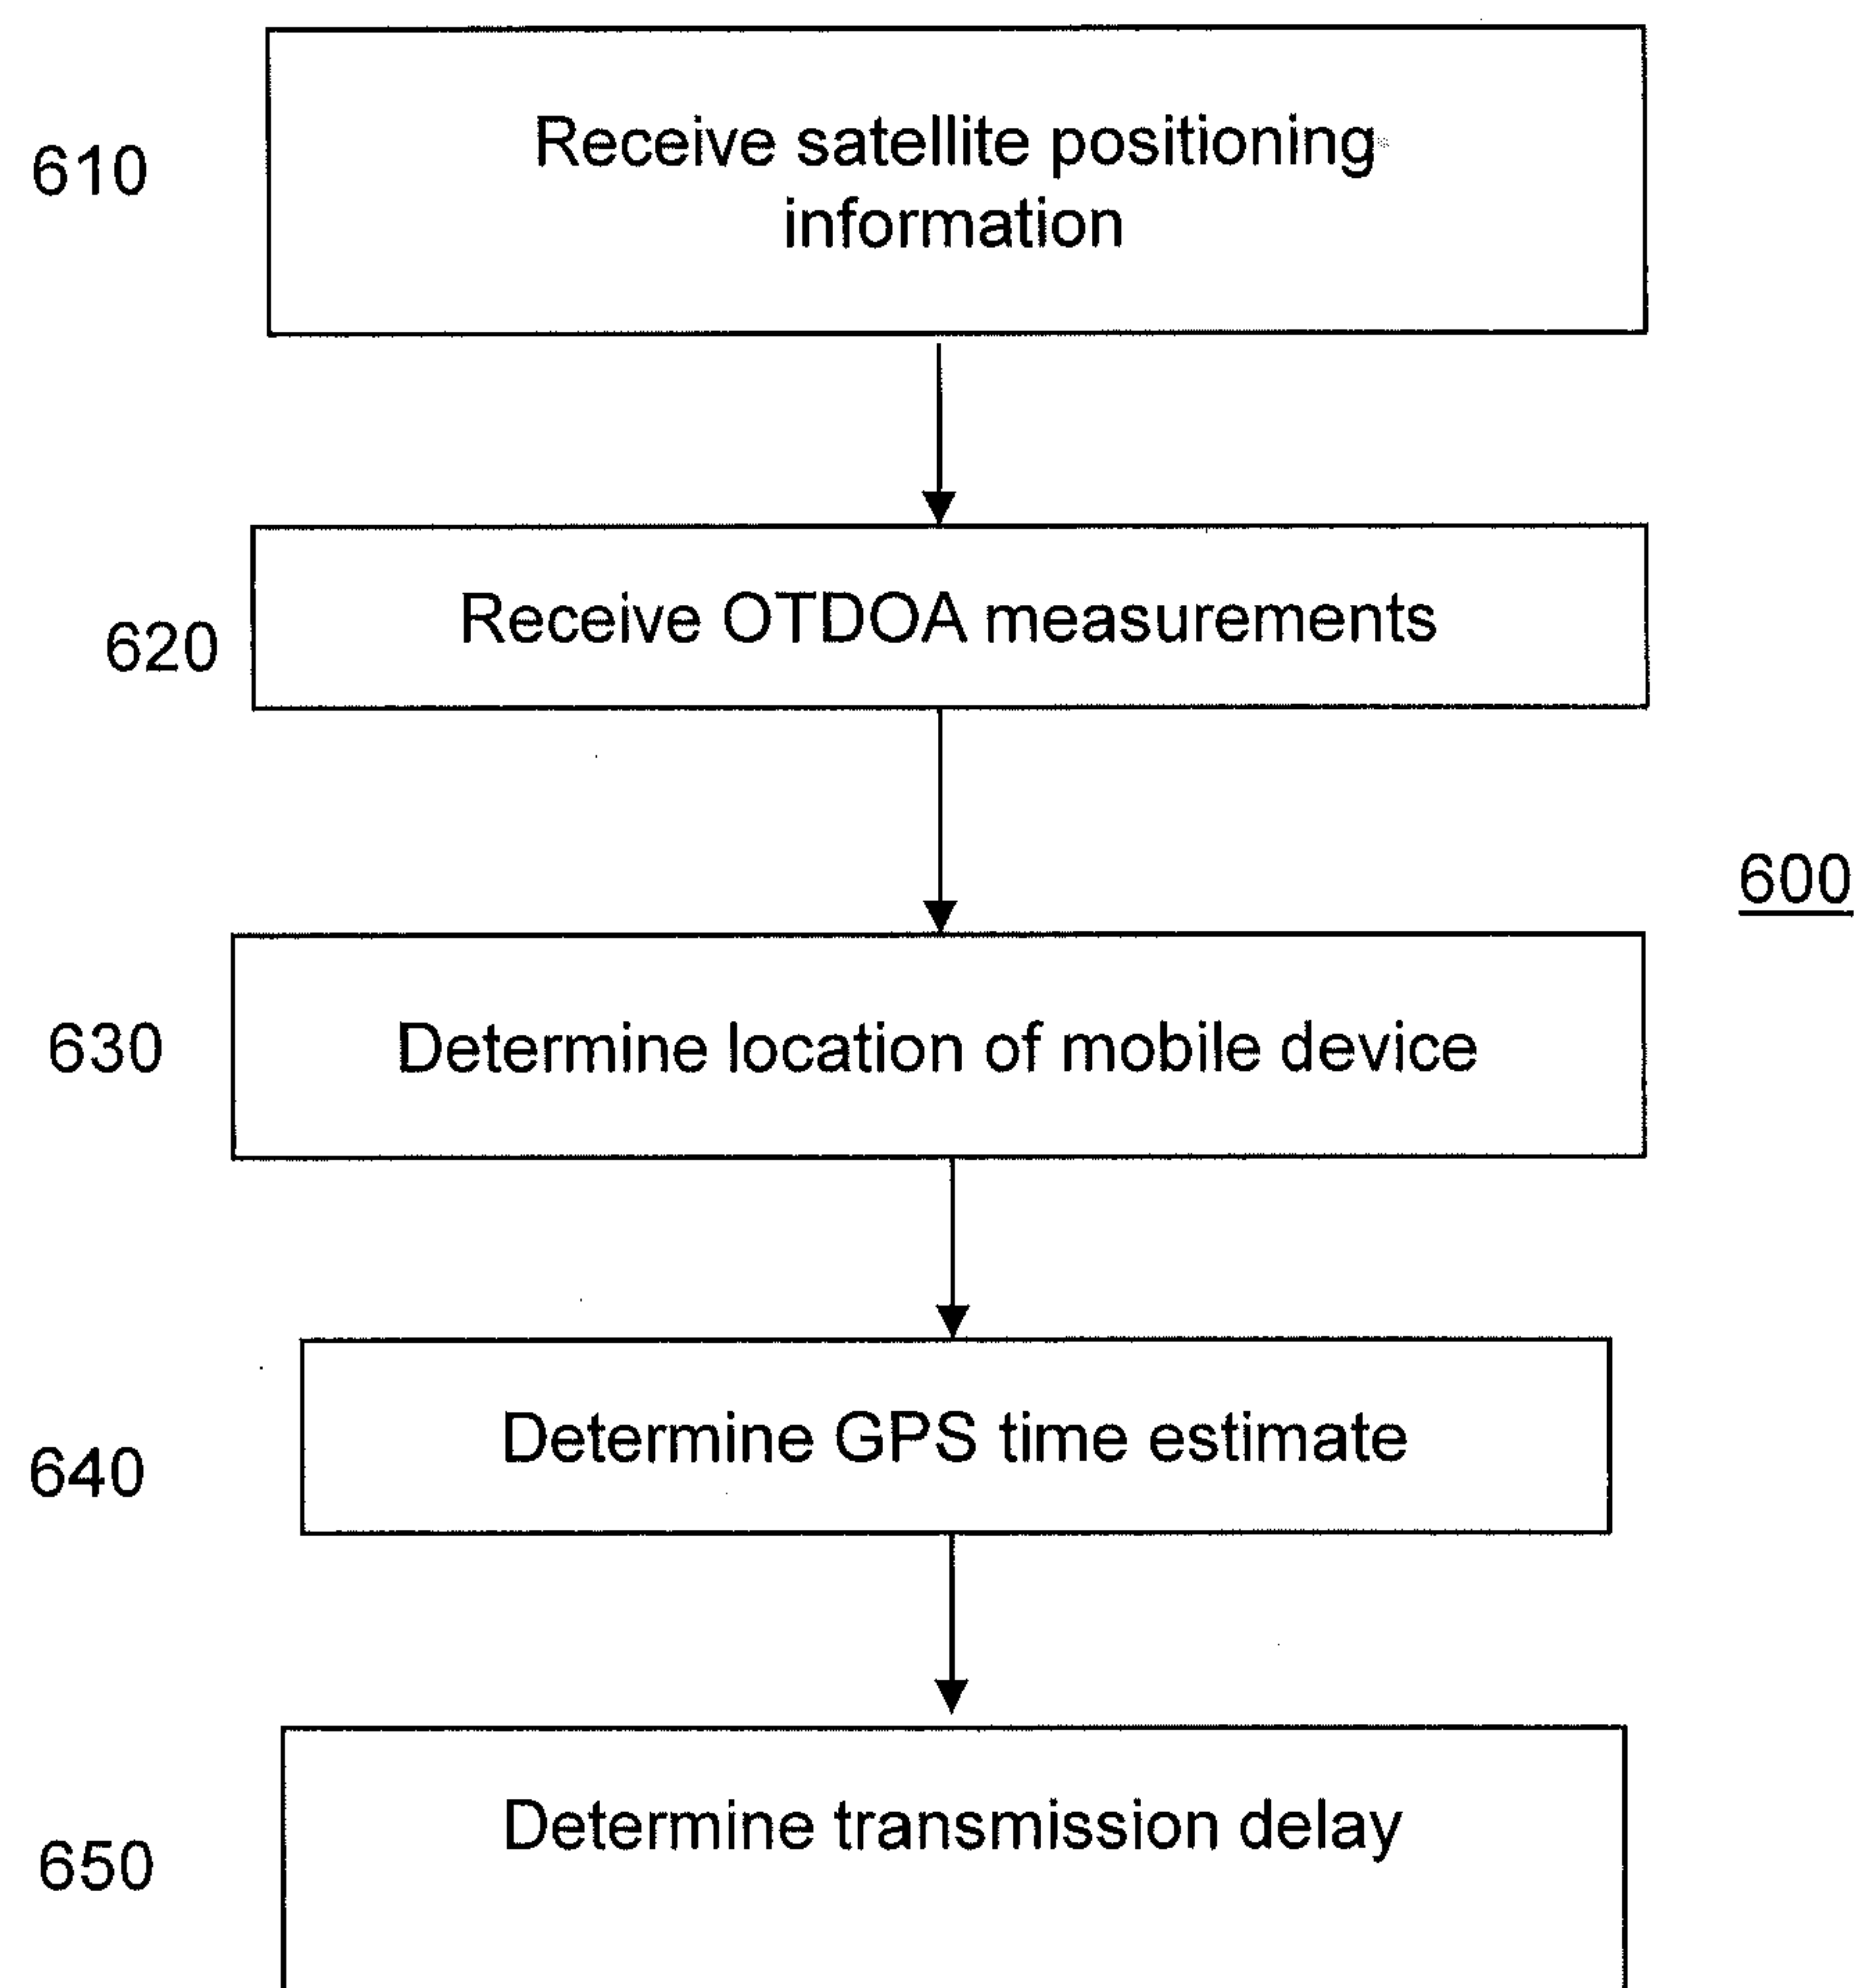 610
Receive satellite positioning
information
620
Receive OTDOA measurements
600
630
Determine location of mobile device
640
Determine GPS time estimate
650
Determine transmission delay